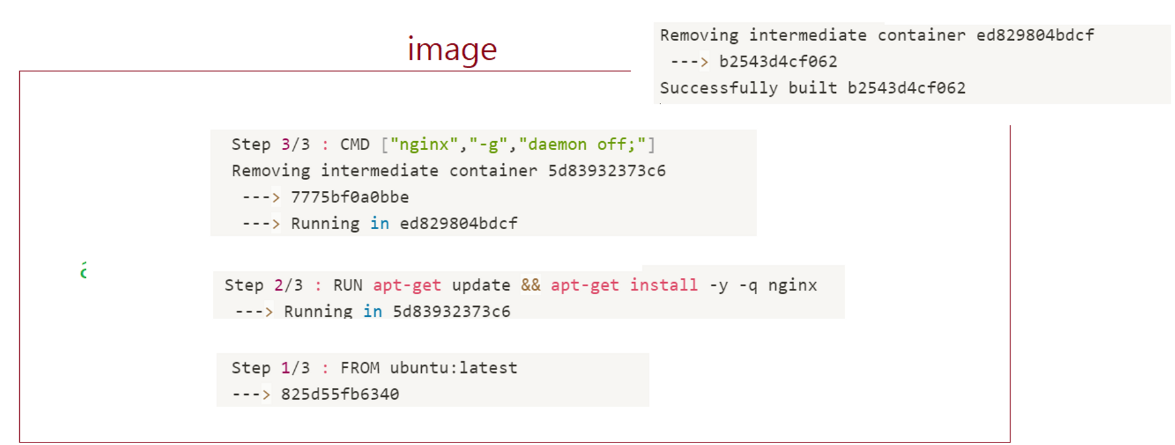 image
Removing intermediate container ed829804bdcf
---> b2543d4cf062
Successfully built b2543d4cf062
Step 3/3 : CMD ["nginx","-g","daemon off;"]
Removing intermediate container 5d83932373c6
---> 7775bf0a0bbe
---> Running in ed829804bdcf
Step 2/3 : RUN apt-get update && apt-get install -y -q nginx
---> Running in 5d83932373c6
Step 1/3 : FROM ubuntu:latest
---> 825d55fb6340